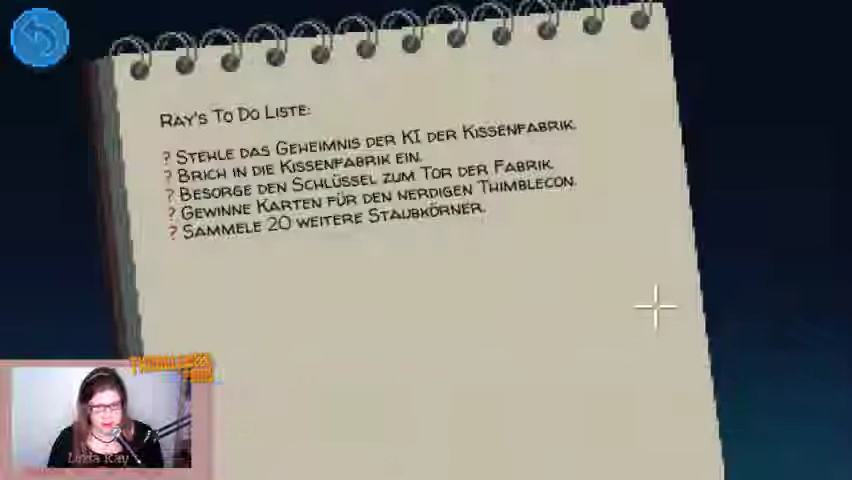 Ray's To Do Liste:
? Stehle das Geheimnis der KI der Kissenfabrik.
? Brich in die Kissenfabrik ein.
? Besorge den Schlüssel zum Tor der Fabrik.
? Gewinne Karten für den nerdigen Thimblecon.
? Sammele 20 weitere Staubkörner.